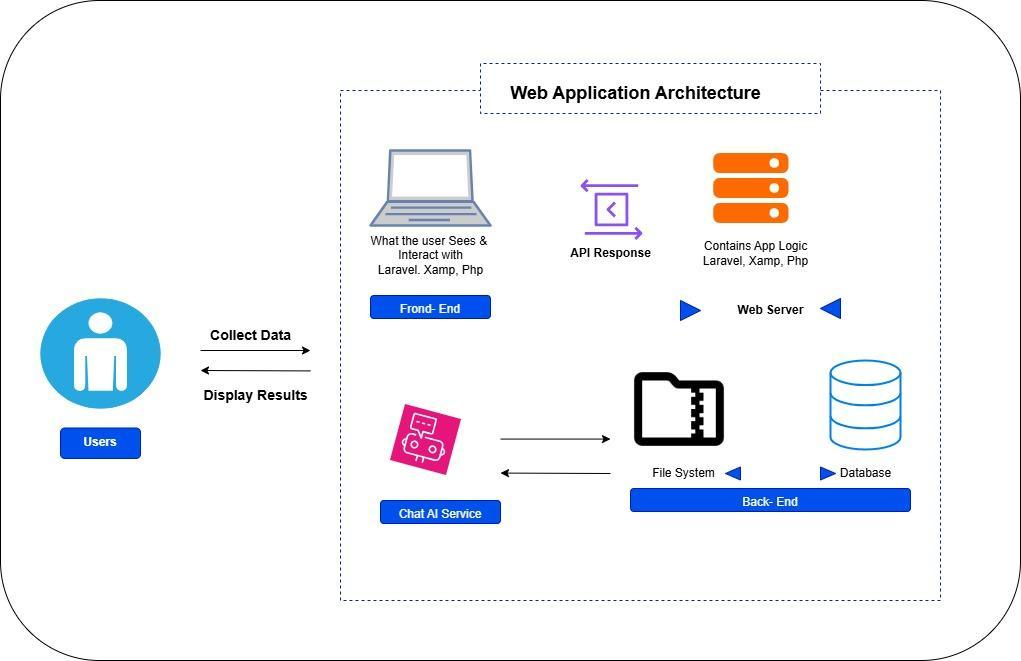 Web Application Architecture
What the user Sees &
Interact with
Laravel. Xamp, Php
Frond- End
API Response
Contains App Logic
Laravel, Xamp, Php
Web Server
Collect Data
Display Results
Users
Chat AI Service
File System
Database
Back- End